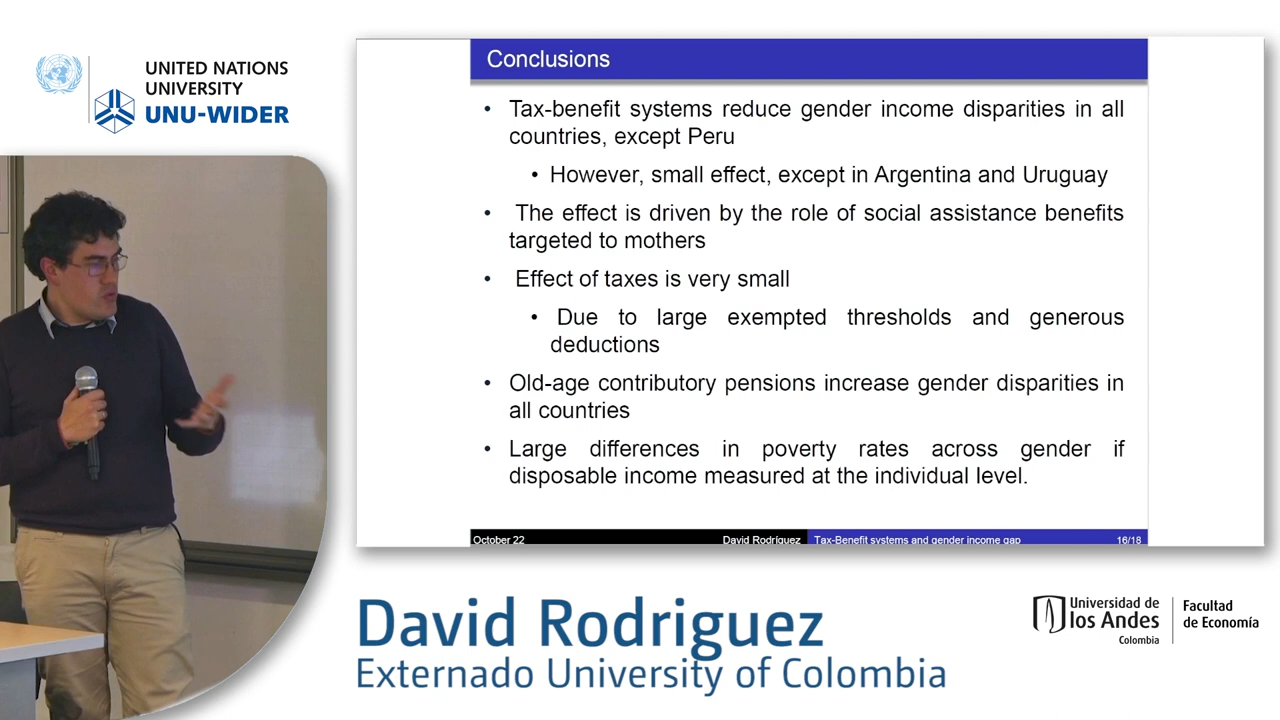 UNITED NATIONS
UNIVERSITY
UNU-WIDER
Conclusions
• Tax-benefit systems reduce gender income disparities in all
countries, except Peru
• However, small effect, except in Argentina and Uruguay
• The effect is driven by the role of social assistance benefits
targeted to mothers
• Effect of taxes is very small
• Due to large exempted thresholds and generous
deductions
• Old-age contributory pensions increase gender disparities in
all countries
• Large differences in poverty rates across gender if
disposable income measured at the individual level.
October 22 David Rodríguez Tax-Benefit systems and gender income gap 16/18
David Rodriguez
Externado University of Colombia
Universidad de
los Andes
Colombia
Facultad
de Economía